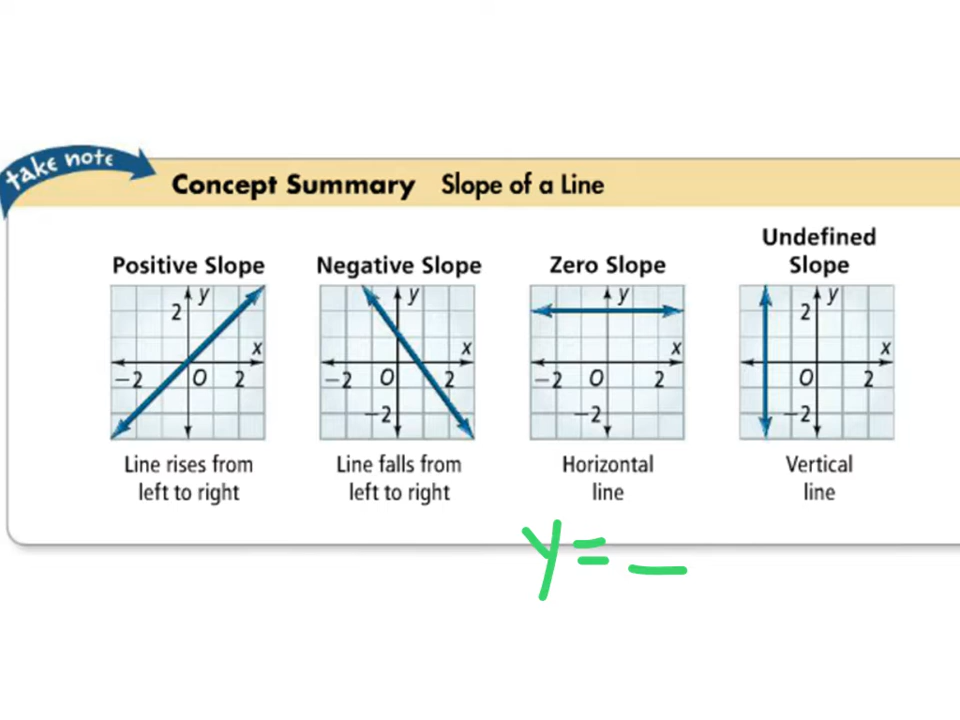 take note
Concept Summary Slope of a Line
Positive Slope
Negative Slope
Zero Slope
Undefined
Slope
y
2
x
−2
O
2
y
x
−2
O
2
−2
y
x
−2
O
2
−2
y
2
x
O
2
−2
Line rises from
left to right
Line falls from
left to right
Horizontal
line
Vertical
line
y = _